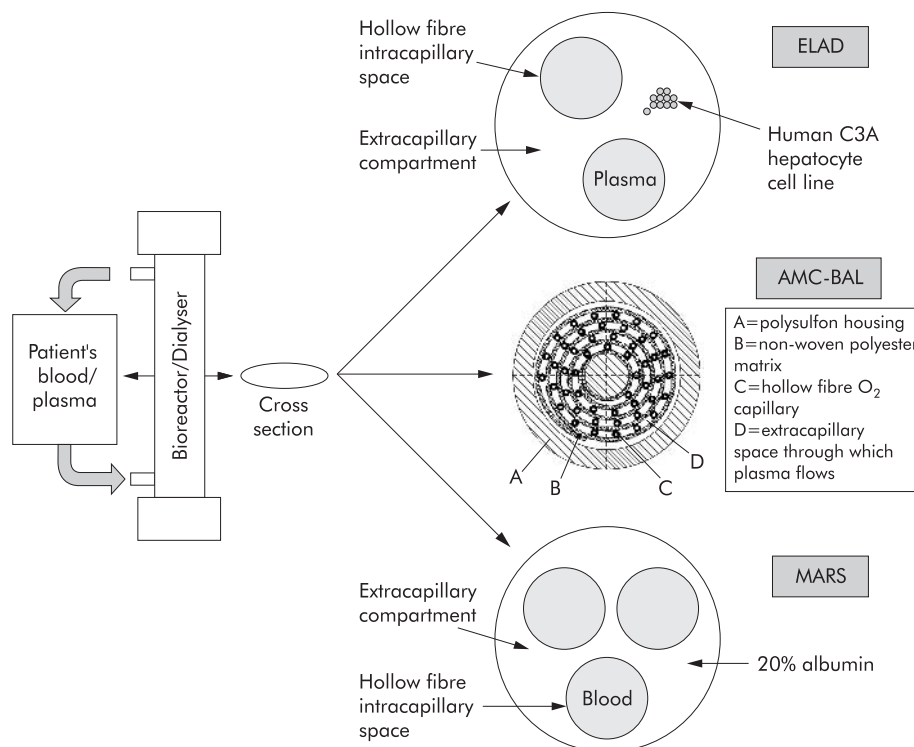 Hollow fibre
intracapillary
space
ELAD
Extracapillary
compartment
Human C3A
hepatocyte
cell line
Plasma
Patient's
blood/
plasma
Bioreactor/Dialyser
Cross
section
AMC-BAL
A=polysulfon housing
B=non-woven polyester
matrix
C=hollow fibre O₂
capillary
D=extracapillary
space through which
plasma flows
A
B
C
D
MARS
Extracapillary
compartment
20% albumin
Hollow fibre
intracapillary
space
Blood